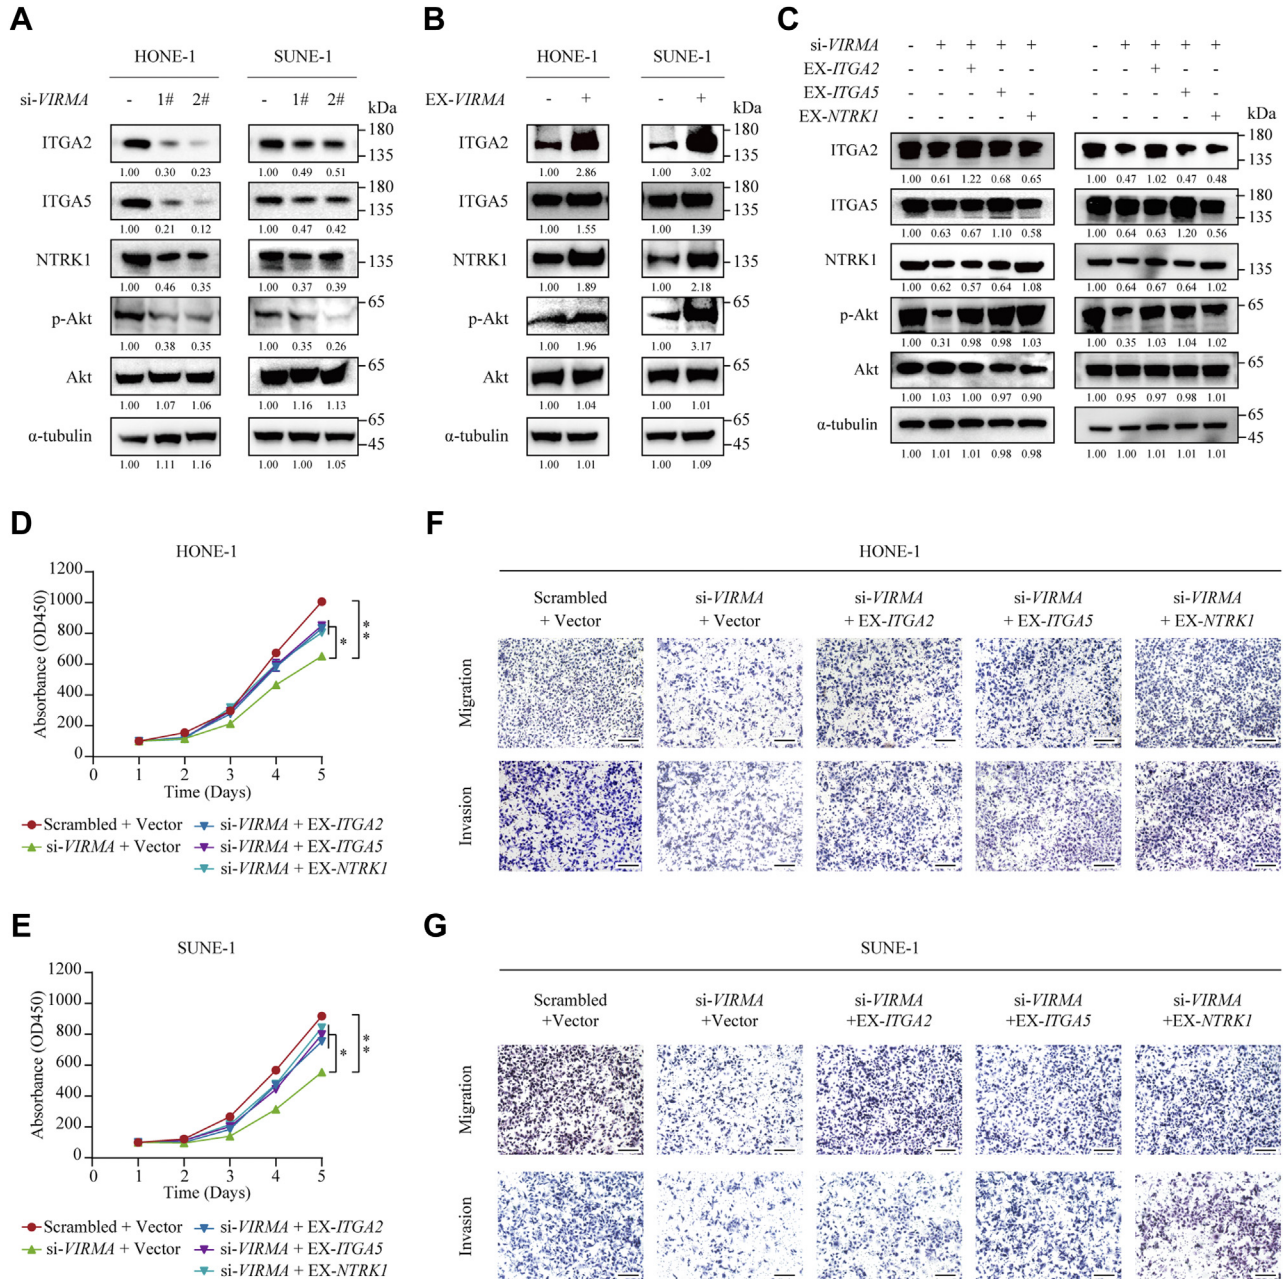 A
HONE-1 SUNE-1
si-VIRMA - 1# 2# - 1# 2# kDa
ITGA2 180 135
1.00 0.30 0.23 1.00 0.49 0.51
ITGA5 180 135
1.00 0.21 0.12 1.00 0.47 0.42
NTRK1 135
1.00 0.46 0.35 1.00 0.37 0.39
p-Akt 65
1.00 0.38 0.35 1.00 0.35 0.26
Akt 65
1.00 1.07 1.06 1.00 1.16 1.13
α-tubulin 65 45
1.00 1.11 1.16 1.00 1.00 1.05
B
HONE-1 SUNE-1
EX-VIRMA - + - + kDa
ITGA2 180 135
1.00 2.86 1.00 3.02
ITGA5 180 135
1.00 1.55 1.00 1.39
NTRK1 135
1.00 1.89 1.00 2.18
p-Akt 65
1.00 1.96 1.00 3.17
Akt 65
1.00 1.04 1.00 1.01
α-tubulin 65 45
1.00 1.01 1.00 1.09
C
si-VIRMA - + + + + - + + + +
EX-ITGA2 - - + - - - - + - -
EX-ITGA5 - - - + - - - - + -
EX-NTRK1 - - - - + - - - - + kDa
ITGA2 180 135
1.00 0.61 1.22 0.68 0.65 1.00 0.47 1.02 0.47 0.48
ITGA5 180 135
1.00 0.63 0.67 1.10 0.58 1.00 0.64 0.63 1.20 0.56
NTRK1 135
1.00 0.62 0.57 0.64 1.08 1.00 0.64 0.67 0.64 1.02
p-Akt 65
1.00 0.31 0.98 0.98 1.03 1.00 0.35 1.03 1.04 1.02
Akt 65
1.00 1.03 1.00 0.97 0.90 1.00 0.95 0.97 0.98 1.01
α-tubulin 65 45
1.00 1.01 1.01 0.98 0.98 1.00 1.00 1.01 1.01 1.01
D
HONE-1
Absorbance (OD450)
1200
1000
800
600
400
200
0
0 1 2 3 4 5
Time (Days)
* **
Scrambled + Vector si-VIRMA + EX-ITGA2
si-VIRMA + Vector si-VIRMA + EX-ITGA5
si-VIRMA + EX-NTRK1
E
SUNE-1
Absorbance (OD450)
1200
1000
800
600
400
200
0
0 1 2 3 4 5
Time (Days)
* **
Scrambled + Vector si-VIRMA + EX-ITGA2
si-VIRMA + Vector si-VIRMA + EX-ITGA5
si-VIRMA + EX-NTRK1
F
HONE-1
Scrambled si-VIRMA si-VIRMA si-VIRMA si-VIRMA
+ Vector + Vector + EX-ITGA2 + EX-ITGA5 + EX-NTRK1
Migration
Invasion
G
SUNE-1
Scrambled si-VIRMA si-VIRMA si-VIRMA si-VIRMA
+Vector +Vector +EX-ITGA2 +EX-ITGA5 +EX-NTRK1
Migration
Invasion